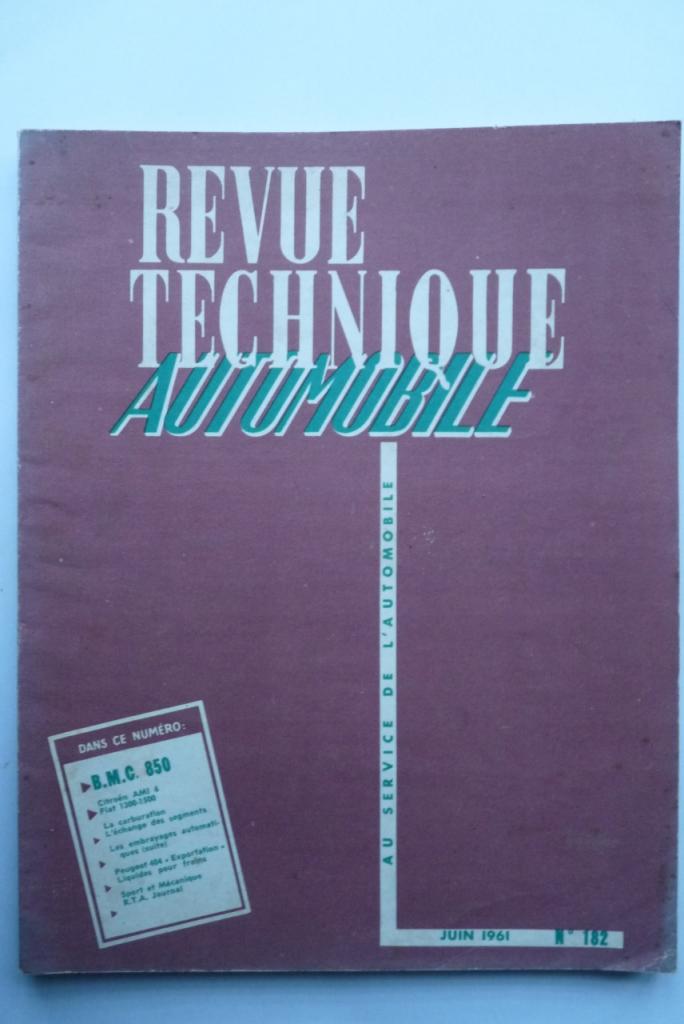 REVUE
TECHNIQUE
AUTOMOBILE
AU SERVICE DE L'AUTOMOBILE
DANS CE NUMÉRO:
B.M.C. 850
Citroën AMI 6
Fiat 1300-1500
La carburation
L'échange des segments
Les embrayages automati-
ques (suite)
Peugeot 404 « Exportation »
Liquides pour freins
Sport et Mécanique
R.T.A. Journal
JUIN 1961 N° 182